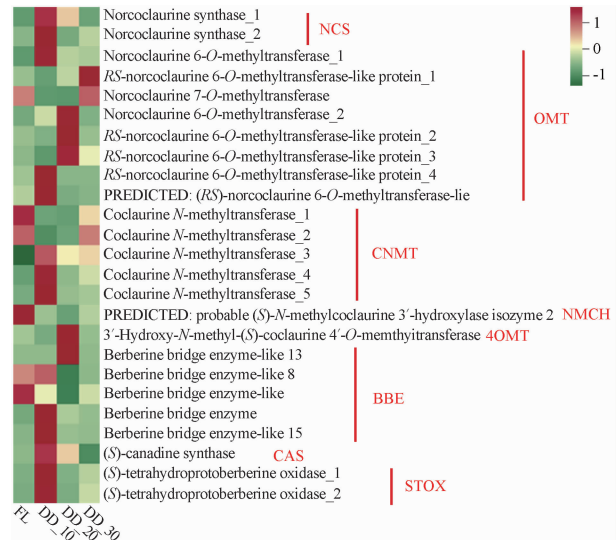 Norcoclaurine synthase_1
Norcoclaurine synthase_2
NCS
Norcoclaurine 6-O-methyltransferase_1
RS-norcoclaurine 6-O-methyltransferase-like protein_1
Norcoclaurine 7-O-methyltransferase
Norcoclaurine 6-O-methyltransferase_2
RS-norcoclaurine 6-O-methyltransferase-like protein_2
RS-norcoclaurine 6-O-methyltransferase-like protein_3
RS-norcoclaurine 6-O-methyltransferase-like protein_4
PREDICTED: (RS)-norcoclaurine 6-O-methyltransferase-lie
OMT
Coclaurine N-methyltransferase_1
Coclaurine N-methyltransferase_2
Coclaurine N-methyltransferase_3
Coclaurine N-methyltransferase_4
Coclaurine N-methyltransferase_5
CNMT
PREDICTED: probable (S)-N-methylcoclaurine 3′-hydroxylase isozyme 2 NMCH
3′-Hydroxy-N-methyl-(S)-coclaurine 4′-O-memthyitransferase 4OMT
Berberine bridge enzyme-like 13
Berberine bridge enzyme-like 8
Berberine bridge enzyme-like
Berberine bridge enzyme
Berberine bridge enzyme-like 15
BBE
(S)-canadine synthase CAS
(S)-tetrahydroprotoberberine oxidase_1
(S)-tetrahydroprotoberberine oxidase_2
STOX
FL
DD_10
DD_20
DD_30
1
0
-1